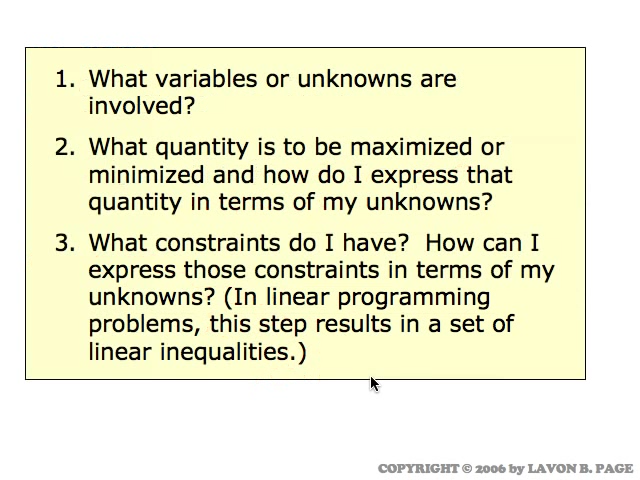 1. What variables or unknowns are
involved?
2. What quantity is to be maximized or
minimized and how do I express that
quantity in terms of my unknowns?
3. What constraints do I have?  How can I
express those constraints in terms of my
unknowns? (In linear programming
problems, this step results in a set of
linear inequalities.)
COPYRIGHT © 2006 by LAVON B. PAGE